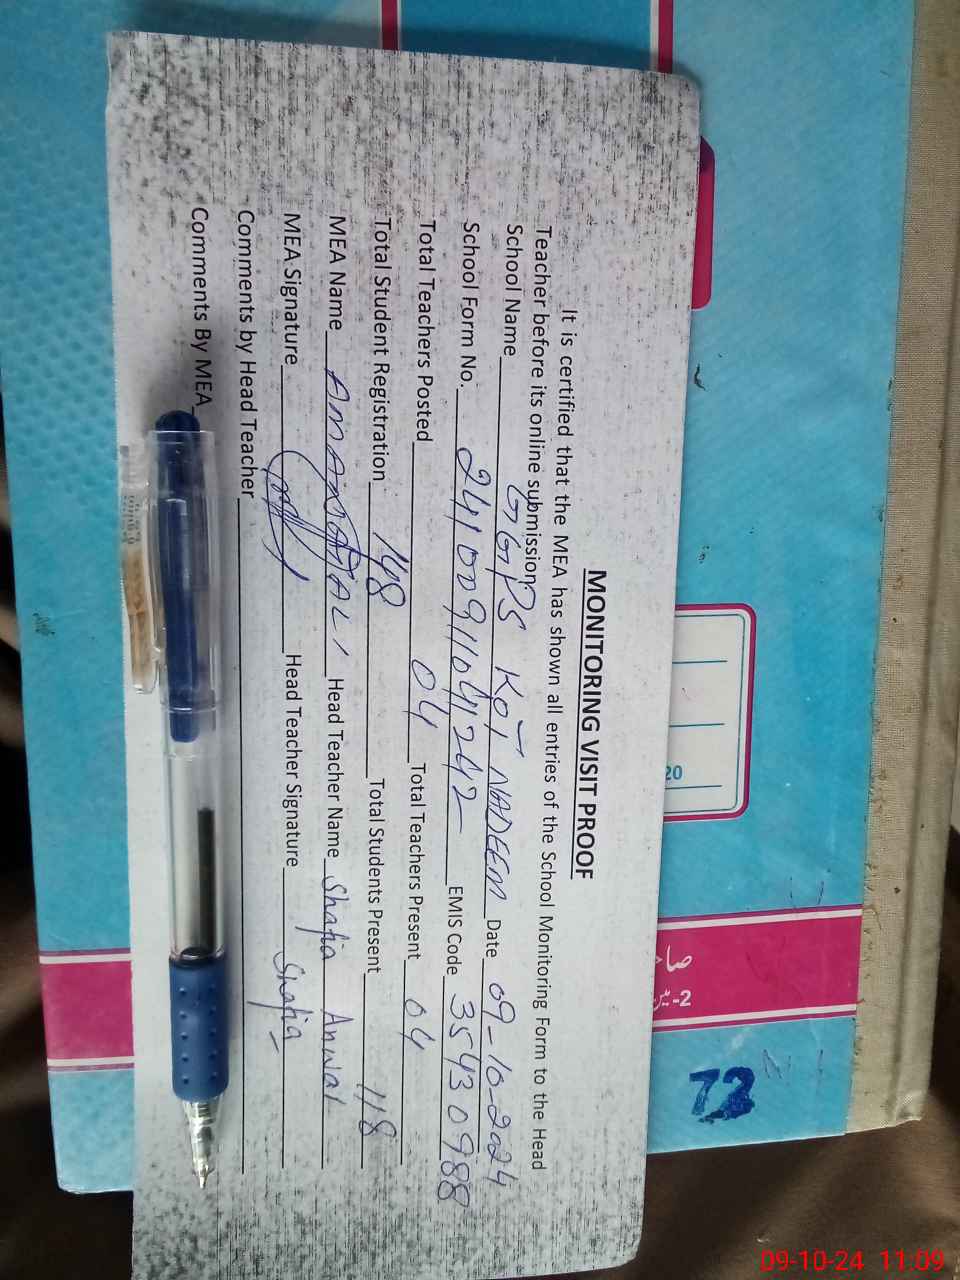 MONITORING VISIT PROOF
It is certified that the MEA has shown all entries of the School Monitoring Form to the Head
Teacher before its online submission.
School Name GGPS KOT NADEEM Date 09-10-2024
School Form No. 2410091104242 EMIS Code 35430988
Total Teachers Posted 04 Total Teachers Present 04
Total Student Registration 148 Total Students Present 118
MEA Name Head Teacher Name Shafia Anwar
MEA Signature Head Teacher Signature Shafia
Comments by Head Teacher
Comments By MEA
20
2-
72
09-10-24 11:09